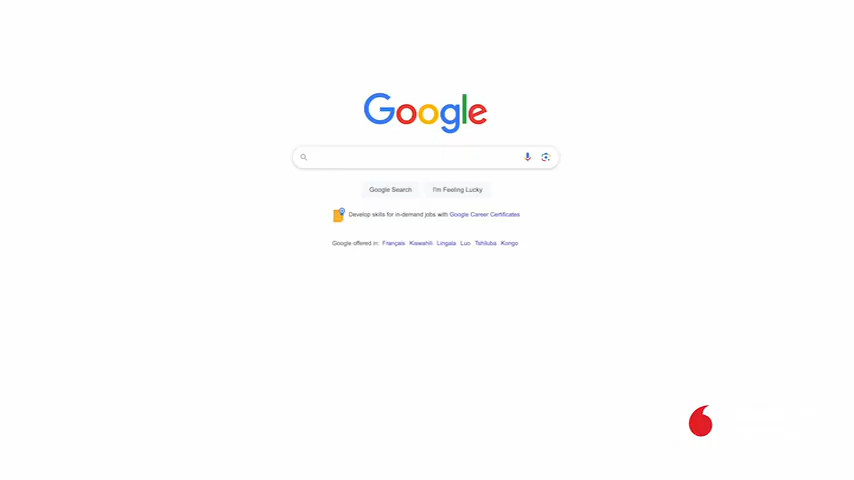 Google
Google Search I'm Feeling Lucky
Develop skills for in-demand jobs with Google Career Certificates
Google offered in: Français Kiswahili Lingala Luo Tshiluba Kongo